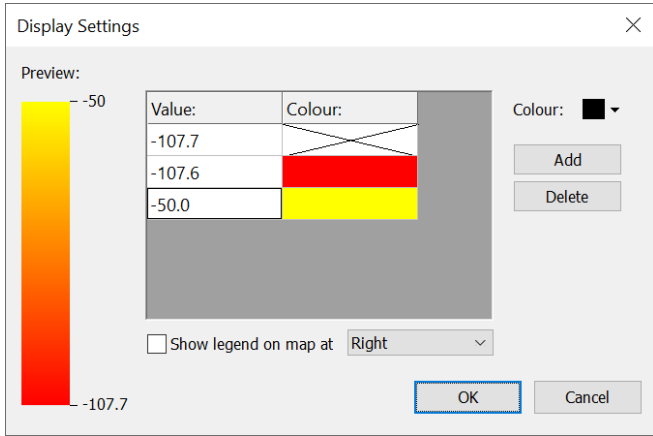 Display Settings
Preview:
-50
-107.7
Value: Colour:
-107.7
-107.6
-50.0
Colour:
Add
Delete
Show legend on map at Right
OK Cancel